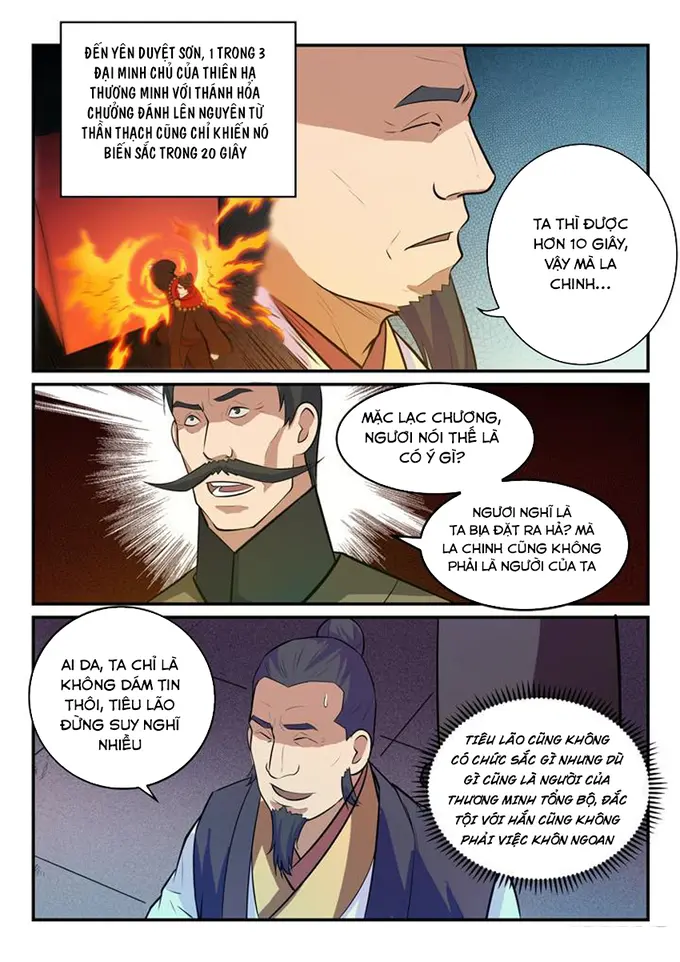 ĐẾN YÊN DUYỆT SƠN, 1 TRONG 3
ĐẠI MINH CHỦ CỦA THIÊN HẠ
THƯƠNG MINH VỚI THÁNH HỎA
CHƯỞNG ĐÁNH LÊN NGUYÊN TỪ
THẦN THẠCH CŨNG CHỈ KHIẾN NÓ
BIẾN SẮC TRONG 20 GIÂY
TA THÌ ĐƯỢC
HƠN 10 GIÂY,
VẬY MÀ LA
CHINH...
MẶC LẠC CHƯƠNG,
NGƯƠI NÓI THẾ LÀ
CÓ Ý GÌ?
NGƯƠI NGHĨ LÀ
TA BỊA ĐẶT RA HẢ? MÀ
LA CHINH CŨNG KHÔNG
PHẢI LÀ NGƯỜI CỦA TA
AI DA, TA CHỈ LÀ
KHÔNG DÁM TIN
THÔI, TIÊU LÃO
ĐỪNG SUY NGHĨ
NHIỀU
TIÊU LÃO CŨNG KHÔNG
CÓ CHỨC SẮC GÌ NHƯNG DÙ
GÌ CŨNG LÀ NGƯỜI CỦA
THƯƠNG MINH TỔNG BỘ, ĐẮC
TỘI VỚI HẮN CŨNG KHÔNG
PHẢI VIỆC KHÔN NGOAN